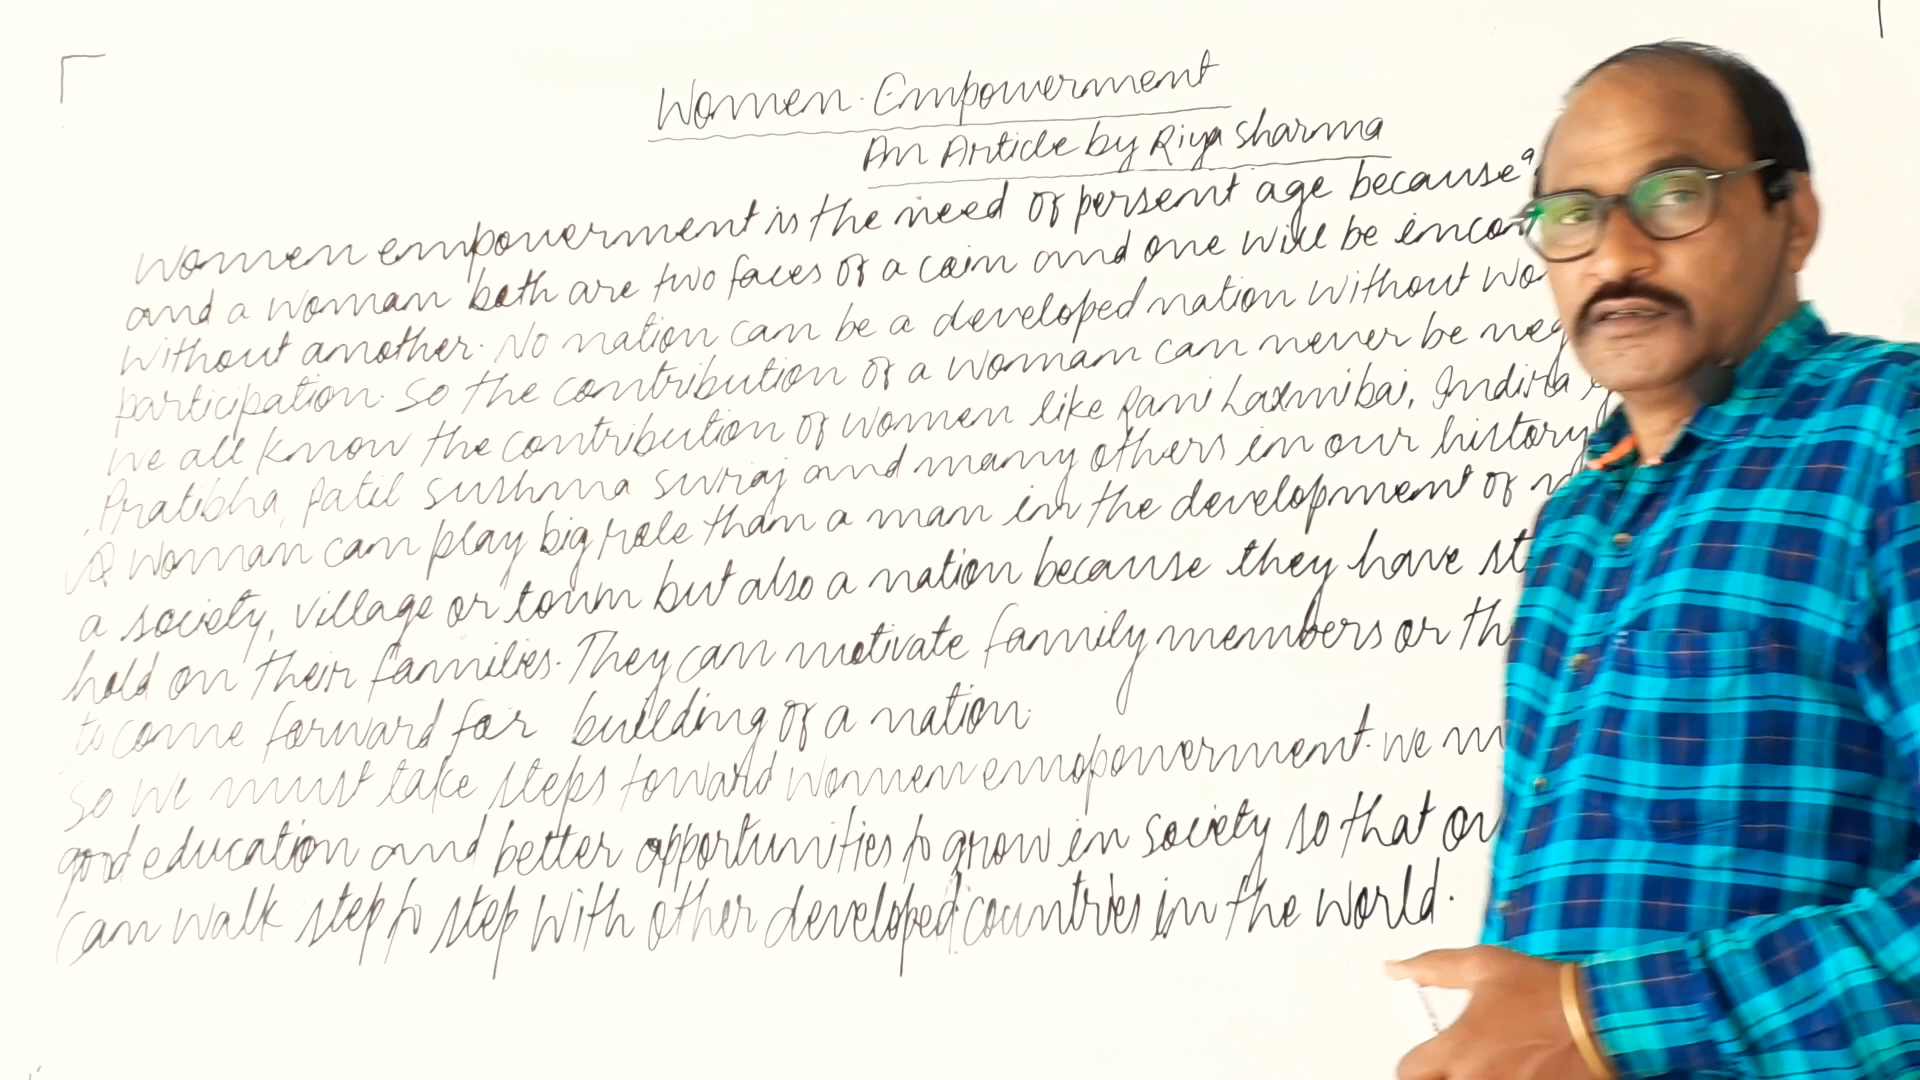 Women Empowerment
An Article by Riya Sharma
Women empowerment is the need of persent age because a
and a woman both are two faces of a coin and one will be incom
without another. No nation can be a developed nation without wo
participation. So the contribution of a woman can never be neg
We all know the contribution of women like Rani Laxmibai, Indira
Pratibha, Patil Sushma Swraj and many others in our history
A woman can play big role than a man in the development of n
a society, village or town but also a nation because they have st
hold on their families. They can motivate family members or th
to come forward for building of a nation.
So we must take steps toward women emopowerment. we m
good education and better opportunities to grow in society so that ou
can walk step to step with other developed countries in the world.